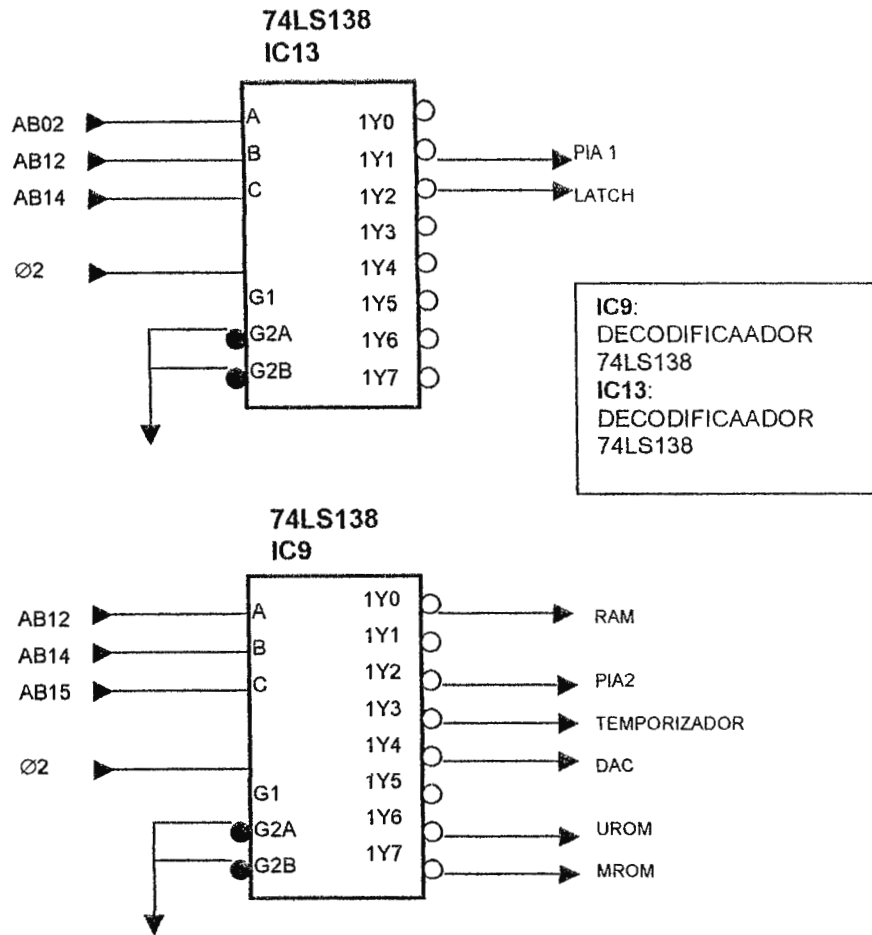 74LS138
IC13
AB02
AB12
AB14
∅2
A
B
C
G1
G2A
G2B
1Y0
1Y1
1Y2
1Y3
1Y4
1Y5
1Y6
1Y7
PIA 1
LATCH
IC9:
DECODIFICAADOR
74LS138
IC13:
DECODIFICAADOR
74LS138
74LS138
IC9
AB12
AB14
AB15
∅2
A
B
C
G1
G2A
G2B
1Y0
1Y1
1Y2
1Y3
1Y4
1Y5
1Y6
1Y7
RAM
PIA2
TEMPORIZADOR
DAC
UROM
MROM